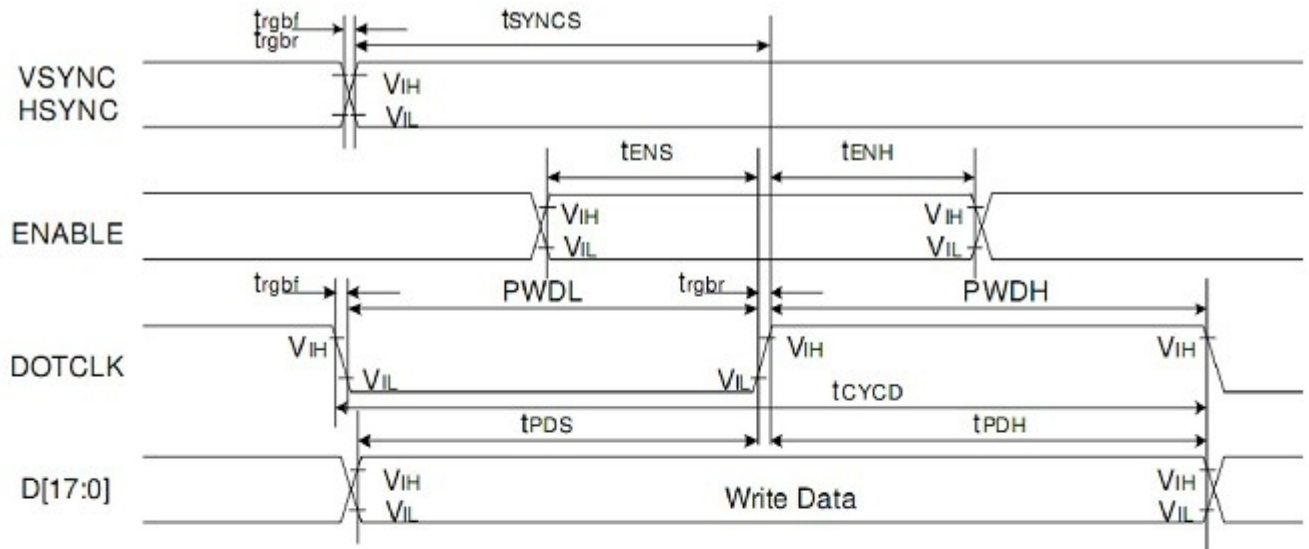 trgbf
trgbr
tSYNCS
VSYNC
HSYNC
VIH
VIL
tENS
tENH
ENABLE
VIH
VIL
VIH
VIL
trgbf
PWDL
trgbr
PWDH
DOTCLK
VIH
VIL
VIL
VIH
VIH
tCYCD
tPDS
tPDH
D[17:0]
VIH
VIL
Write Data
VIH
VIL